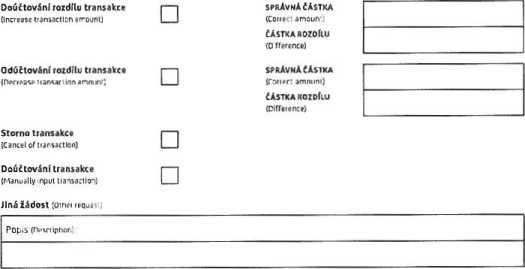 Doúčtování rozdílu transakce
(Increase transaction amount)
SPRÁVNÁ ČÁSTKA
(Correct amount)
ČÁSTKA ROZDÍLU
(Difference)
Odúčtování rozdílu transakce
(Decrease transaction amount)
SPRÁVNÁ ČÁSTKA
(Correct amount)
ČÁSTKA ROZDÍLU
(Difference)
Storno transakce
(Cancel of transaction)
Doúčtování transakce
(Manually input transaction)
Jiná žádost (Other request)
Popis (Description):